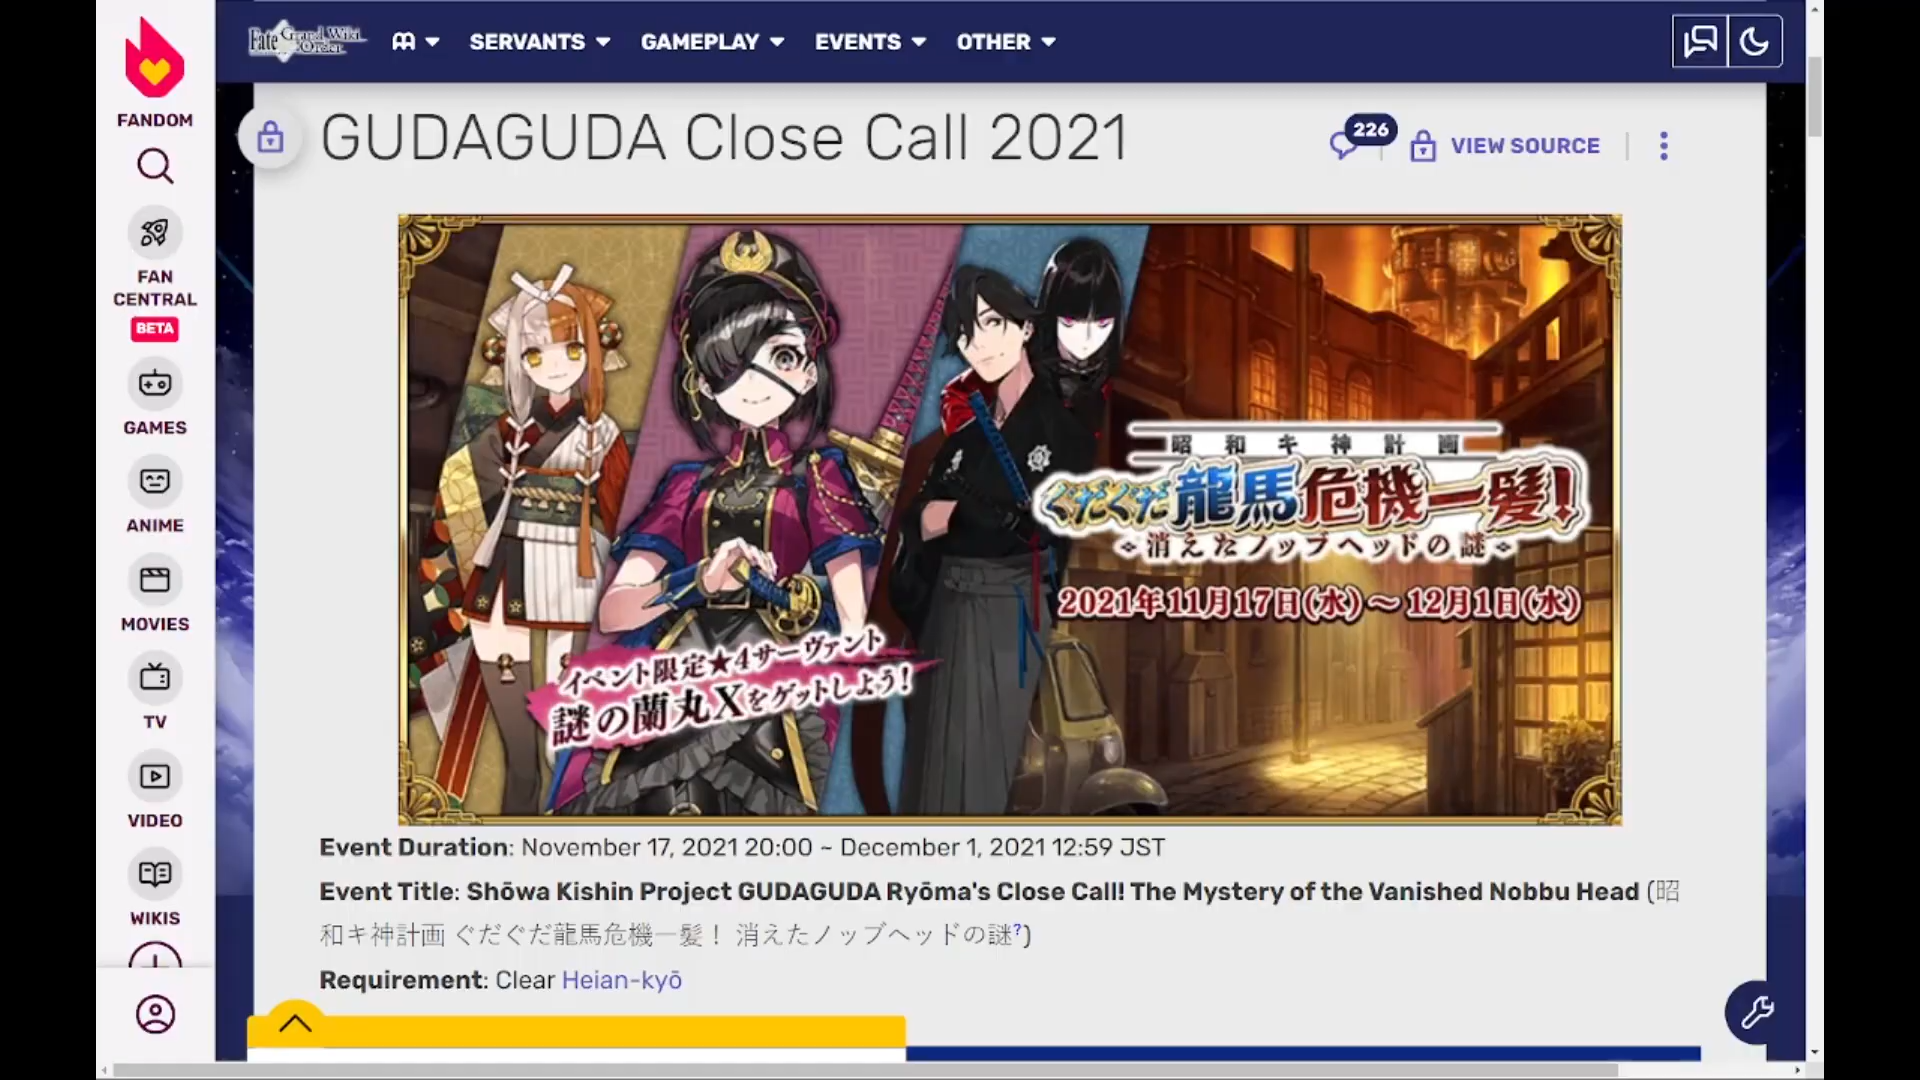 FANDOM
FAN CENTRAL
BETA
GAMES
ANIME
MOVIES
TV
VIDEO
WIKIS
Fate Grand Order Wiki
SERVANTS
GAMEPLAY
EVENTS
OTHER
GUDAGUDA Close Call 2021
226
VIEW SOURCE
昭和キ神計画
ぐだぐだ龍馬危機一髪!
消えたノッブヘッドの謎
2021年11月17日(水)～12月1日(水)
イベント限定★4サーヴァント
謎の蘭丸Xをゲットしよう!
Event Duration: November 17, 2021 20:00 ~ December 1, 2021 12:59 JST
Event Title: Shōwa Kishin Project GUDAGUDA Ryōma's Close Call! The Mystery of the Vanished Nobbu Head (昭
和キ神計画 ぐだぐだ龍馬危機一髪！ 消えたノッブヘッドの謎?)
Requirement: Clear Heian-kyō